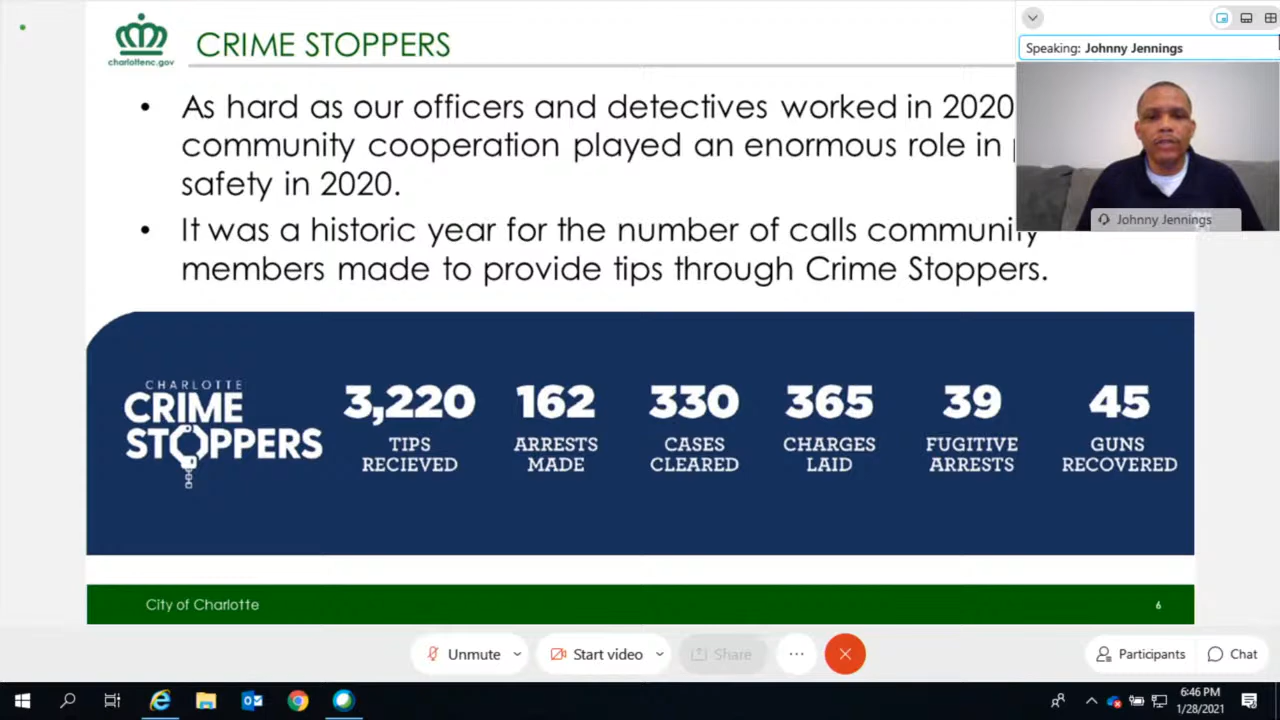 CRIME STOPPERS
charlottenc.gov
Speaking: Johnny Jennings
• As hard as our officers and detectives worked in 2020
community cooperation played an enormous role in
safety in 2020.
Johnny Jennings
• It was a historic year for the number of calls community
members made to provide tips through Crime Stoppers.
CHARLOTTE
CRIME
STOPPERS
3,220
TIPS
RECIEVED
162
ARRESTS
MADE
330
CASES
CLEARED
365
CHARGES
LAID
39
FUGITIVE
ARRESTS
45
GUNS
RECOVERED
City of Charlotte
6
Unmute
Start video
Share
Participants
Chat
6:46 PM
1/28/2021